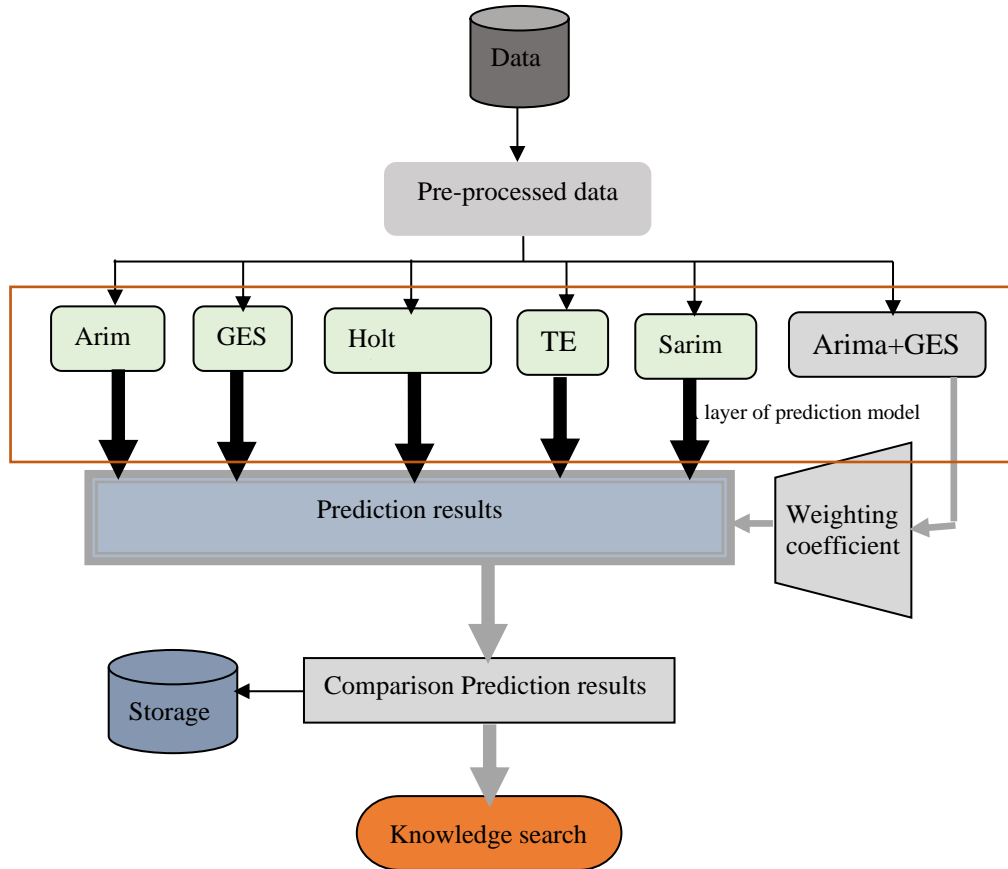 Data
Pre-processed data
Arim
GES
Holt
TE
Sarim
Arima+GES
layer of prediction model
Prediction results
Weighting
coefficient
Comparison Prediction results
Storage
Knowledge search